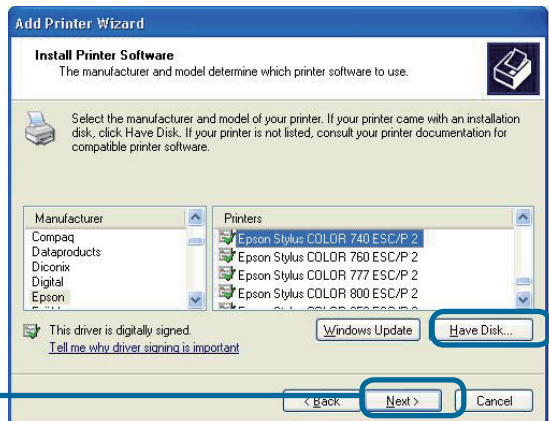 Add Printer Wizard
Install Printer Software
The manufacturer and model determine which printer software to use.
Select the manufacturer and model of your printer. If your printer came with an installation
disk, click Have Disk. If your printer is not listed, consult your printer documentation for
compatible printer software.
Manufacturer
Compaq
Dataproducts
Diconix
Digital
Epson
Printers
Epson Stylus COLOR 740 ESC/P 2
Epson Stylus COLOR 760 ESC/P 2
Epson Stylus COLOR 777 ESC/P 2
Epson Stylus COLOR 800 ESC/P 2
This driver is digitally signed.
Tell me why driver signing is important
Windows Update
Have Disk...
< Back
Next >
Cancel